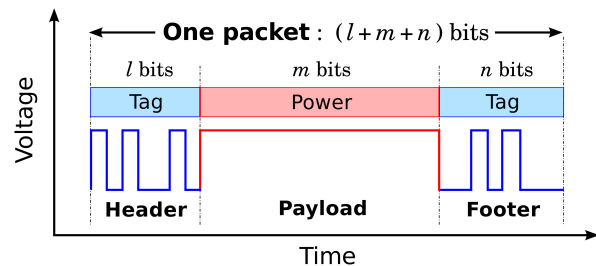 One packet : (l+m+n) bits
l bits m bits n bits
Tag Power Tag
Header Payload Footer
Voltage
Time